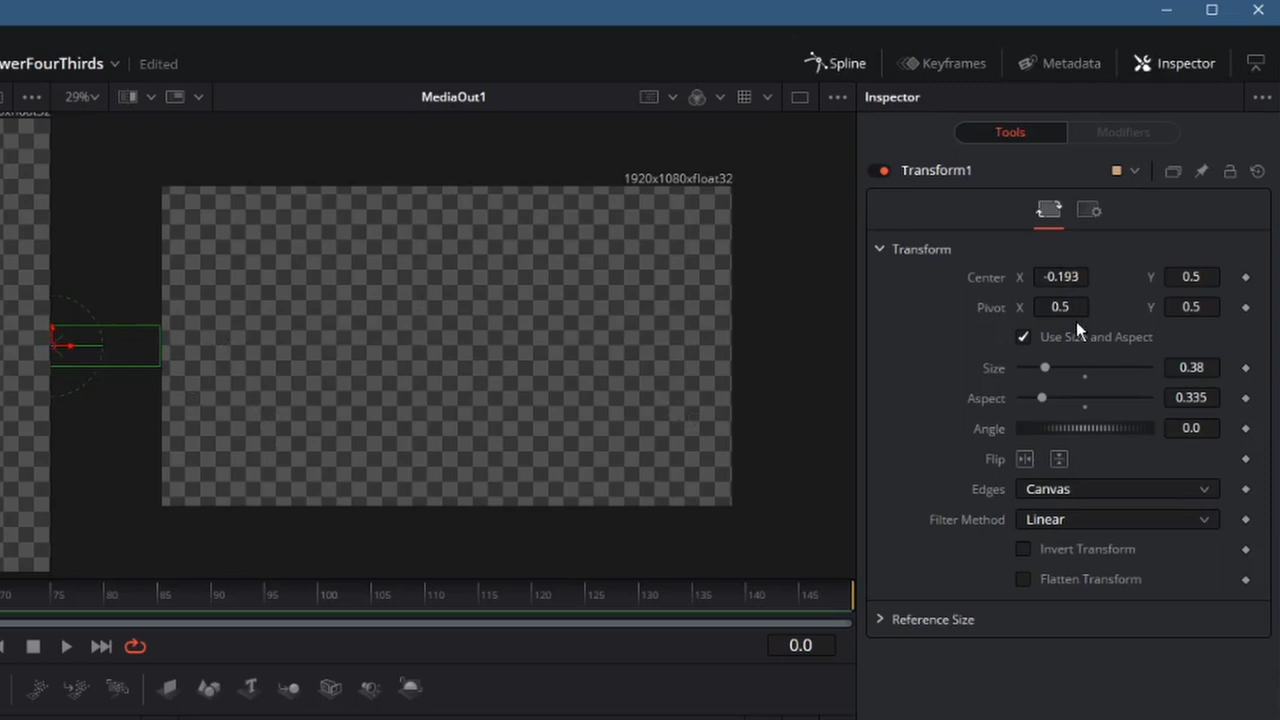 werFourThirds Edited Spline Keyframes Metadata Inspector
29% MediaOut1 Inspector
Tools Modifiers
Transform1
1920x1080xfloat32
Transform
Center X -0.193 Y 0.5
Pivot X 0.5 Y 0.5
Use Size and Aspect
Size 0.38
Aspect 0.335
Angle 0.0
Flip
Edges Canvas
Filter Method Linear
Invert Transform
Flatten Transform
Reference Size
70 75 80 85 90 95 100 105 110 115 120 125 130 135 140 145
0.0